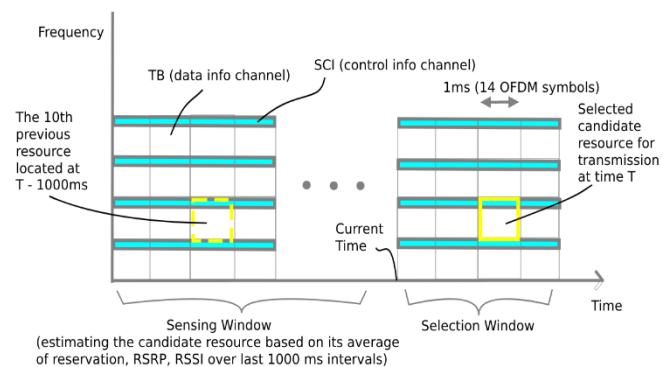 Frequency
SCI (control info channel)
TB (data info channel)
1ms (14 OFDM symbols)
The 10th
previous
resource
located at
T - 1000ms
Selected
candidate
resource for
transmission
at time T
Current
Time
Time
Sensing Window
Selection Window
(estimating the candidate resource based on its average
of reservation, RSRP, RSSI over last 1000 ms intervals)